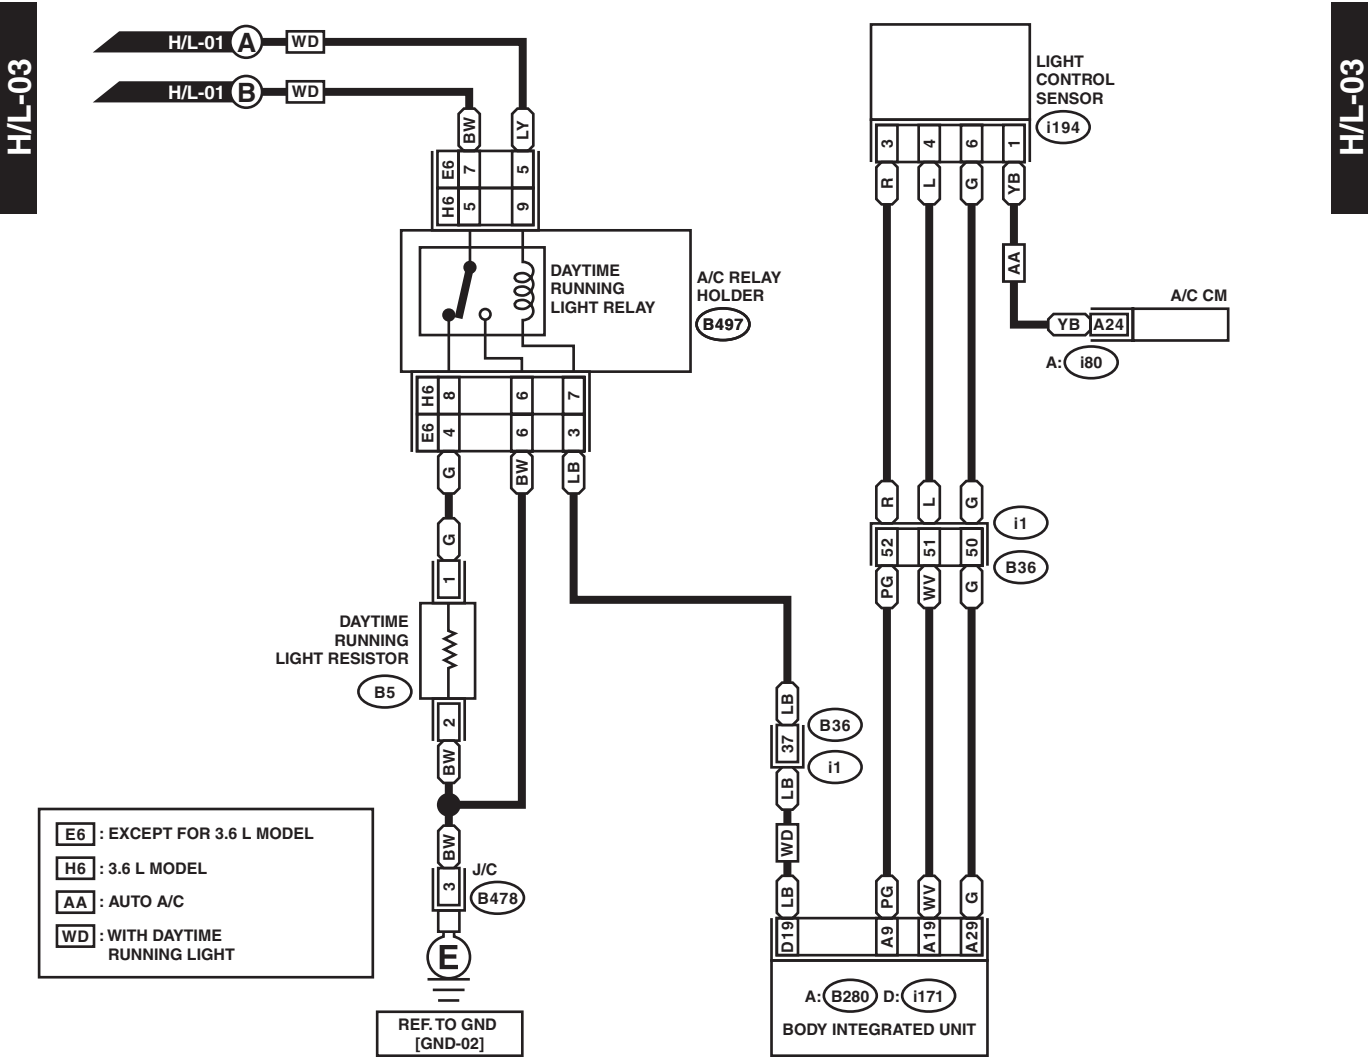 H/L-03
H/L-03
H/L-01 A WD
H/L-01 B WD
BW LY
E6 7 5
H6 5 9
DAYTIME
RUNNING
LIGHT RELAY
A/C RELAY
HOLDER
B497
H6 8 6 7
E6 4 6 3
G BW LB
G
1
DAYTIME
RUNNING
LIGHT RESISTOR
B5
2
BW
BW
3
J/C
B478
E
REF. TO GND
[GND-02]
E6 : EXCEPT FOR 3.6 L MODEL
H6 : 3.6 L MODEL
AA : AUTO A/C
WD : WITH DAYTIME
RUNNING LIGHT
LIGHT
CONTROL
SENSOR
i194
3 4 6 1
R L G YB
AA
A/C CM
YB A24
A: i80
R L G
i1
52 51 50
B36
PG WV G
LB
B36
37
i1
LB
WD
LB PG WV G
D19 A9 A19 A29
A: B280 D: i171
BODY INTEGRATED UNIT